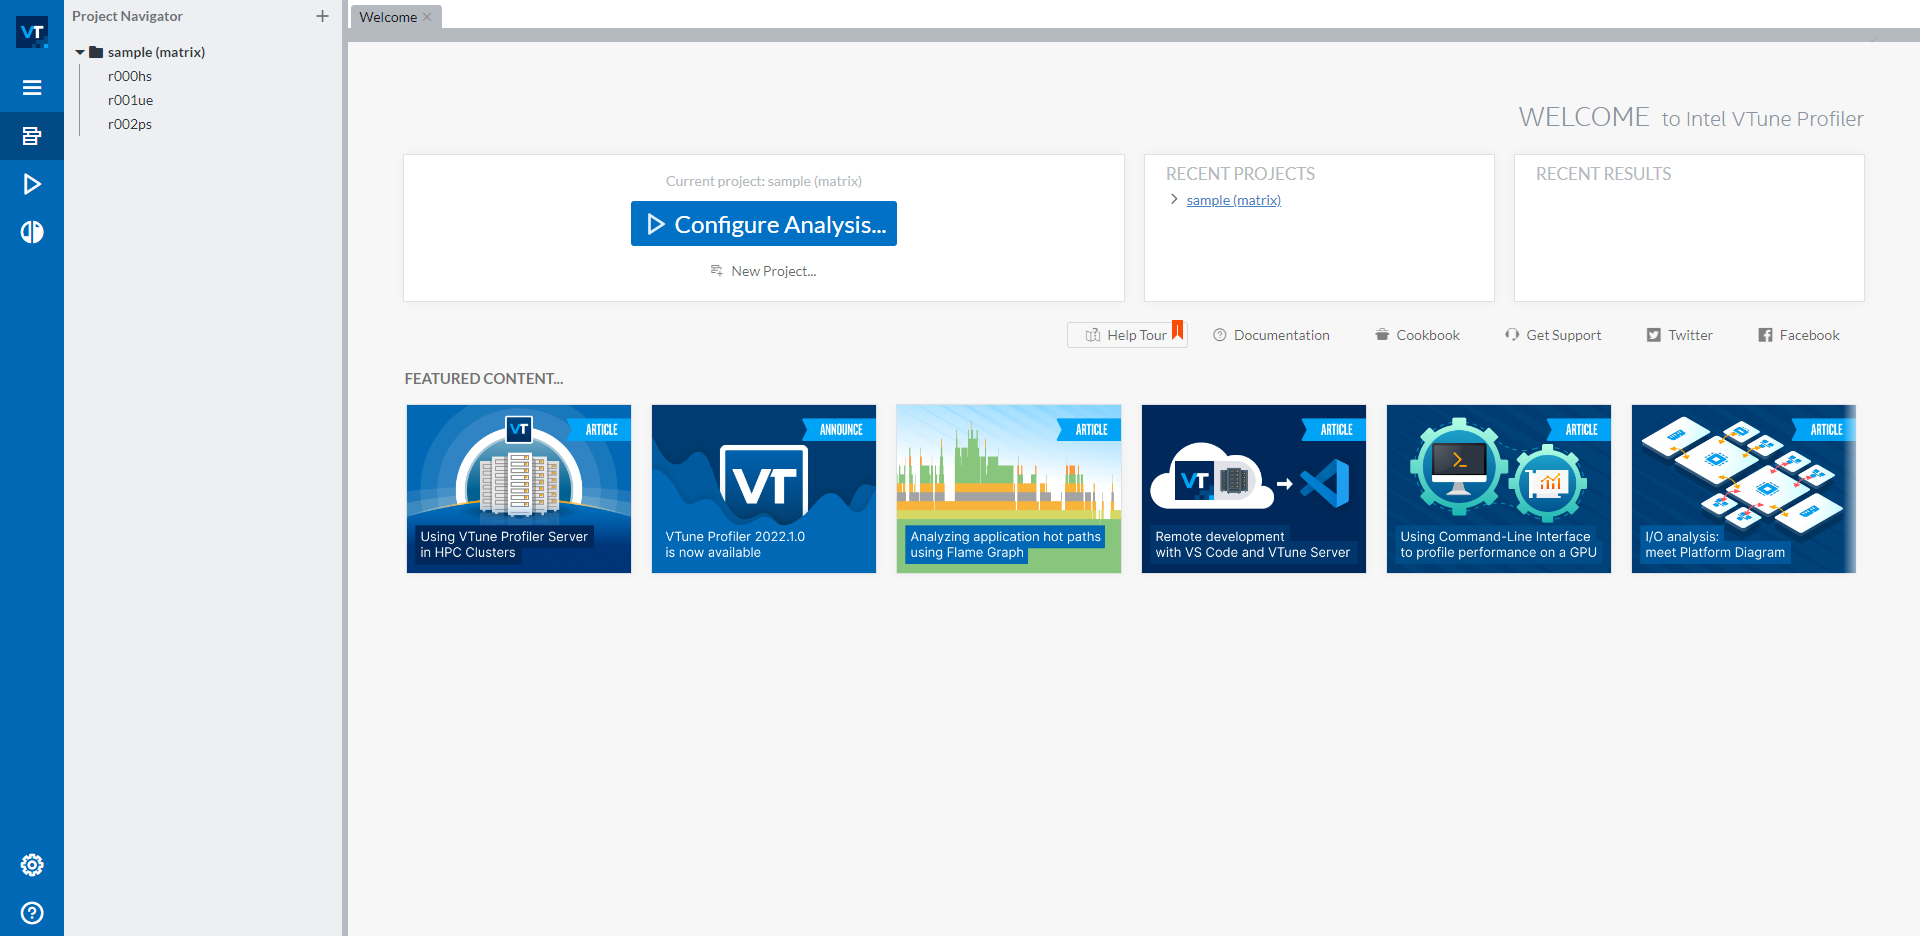 VT
Project Navigator
sample (matrix)
r000hs
r001ue
r002ps
Welcome
WELCOME to Intel VTune Profiler
Current project: sample (matrix)
Configure Analysis...
New Project...
RECENT PROJECTS
sample (matrix)
RECENT RESULTS
Help Tour
Documentation
Cookbook
Get Support
Twitter
Facebook
FEATURED CONTENT...
VT
ARTICLE
Using VTune Profiler Server
in HPC Clusters
ANNOUNCE
VT
VTune Profiler 2022.1.0
is now available
ARTICLE
Analyzing application hot paths
using Flame Graph
ARTICLE
VT
Remote development
with VS Code and VTune Server
ARTICLE
Using Command-Line Interface
to profile performance on a GPU
ARTICLE
I/O analysis:
meet Platform Diagram